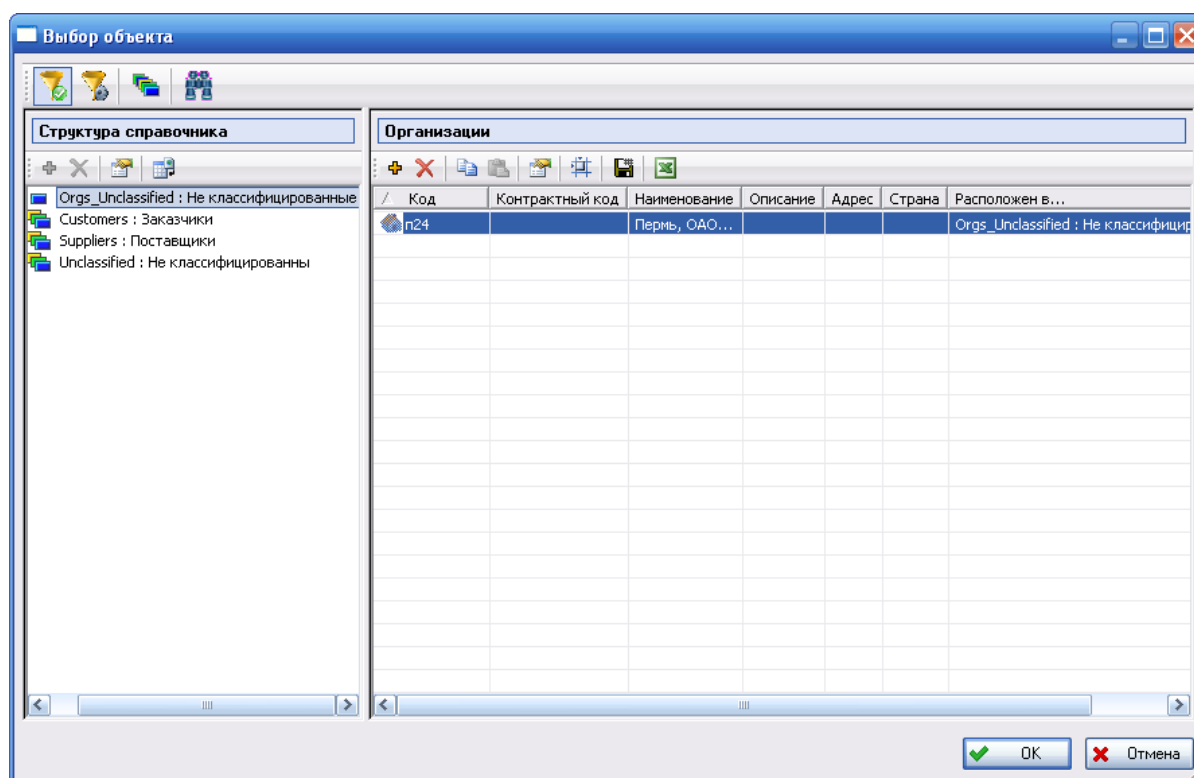 Выбор объекта
Структура справочника
Организации
Orgs_Unclassified : Не классифицированные
Customers : Заказчики
Suppliers : Поставщики
Unclassified : Не классифицированны
Код Контрактный код Наименование Описание Адрес Страна Расположен в...
п24 Пермь, ОАО... Orgs_Unclassified : Не классифицир
OK Отмена